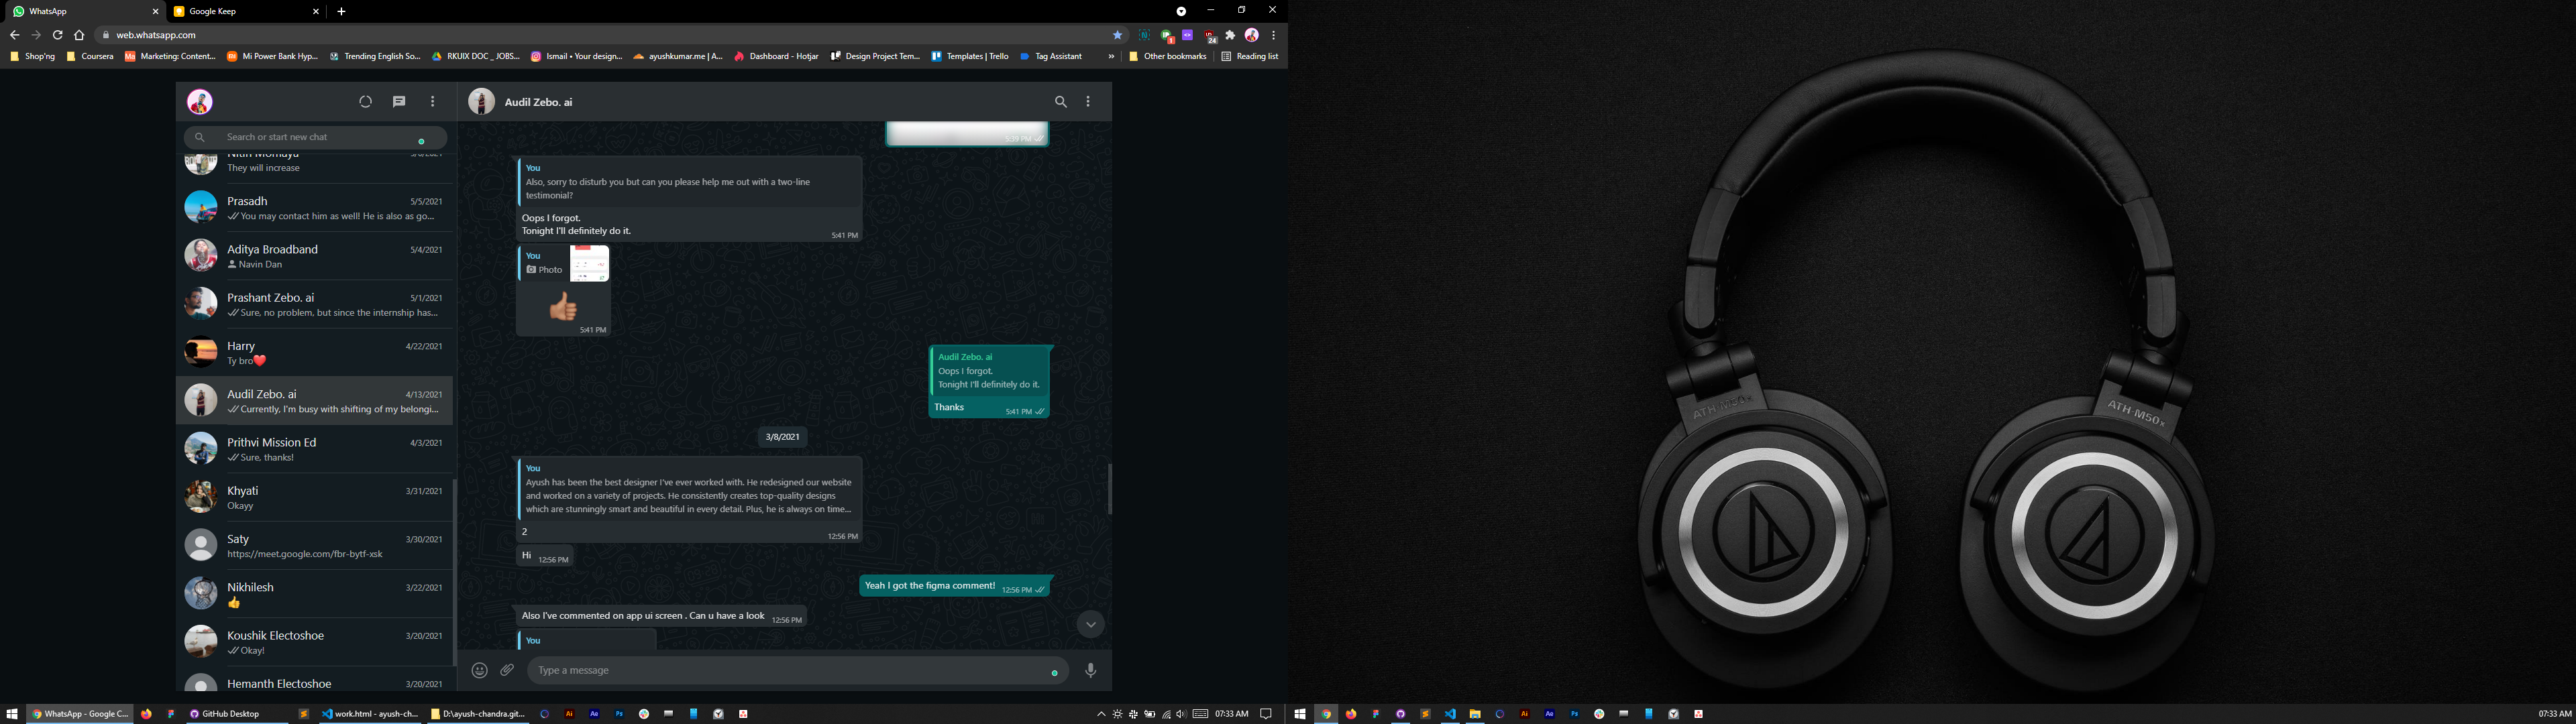 WhatsApp
Google Keep
web.whatsapp.com
1
24
Shop'ng
Coursera
Marketing: Content...
Mi Power Bank Hyp...
Trending English So...
RKUIX DOC _ JOBS...
Ismail • Your design...
ayushkumar.me | A...
Dashboard - Hotjar
Design Project Tem...
Templates | Trello
Tag Assistant
»
Other bookmarks
Reading list
Search or start new chat
They will increase
Prasadh
5/5/2021
You may contact him as well! He is also as go...
Aditya Broadband
5/4/2021
Navin Dan
Prashant Zebo. ai
5/1/2021
Sure, no problem, but since the internship has...
Harry
4/22/2021
Ty bro❤️
Audil Zebo. ai
4/13/2021
Currently, I'm busy with shifting of my belongi...
Prithvi Mission Ed
4/3/2021
Sure, thanks!
Khyati
3/31/2021
Okayy
Saty
3/30/2021
https://meet.google.com/fbr-bytf-xsk
Nikhilesh
3/22/2021
👍
Koushik Electoshoe
3/20/2021
Okay!
Hemanth Electoshoe
3/20/2021
Audil Zebo. ai
5:39 PM
You
Also, sorry to disturb you but can you please help me out with a two-line
testimonial?
Oops I forgot.
Tonight I'll definitely do it.
5:41 PM
You
Photo
5:41 PM
Audil Zebo. ai
Oops I forgot.
Tonight I'll definitely do it.
Thanks
5:41 PM
3/8/2021
You
Ayush has been the best designer I've ever worked with. He redesigned our website
and worked on a variety of projects. He consistently creates top-quality designs
which are stunningly smart and beautiful in every detail. Plus, he is always on time...
2
12:56 PM
Hi
12:56 PM
Yeah I got the figma comment!
12:56 PM
Also I've commented on app ui screen . Can u have a look
12:56 PM
You
Type a message
WhatsApp - Google C...
GitHub Desktop
work.html - ayush-ch...
D:\ayush-chandra.git...
Ai
Ae
Ps
07:33 AM
ATH-M50x
ATH-M50x
Ai
Ae
Ps
07:33 AM